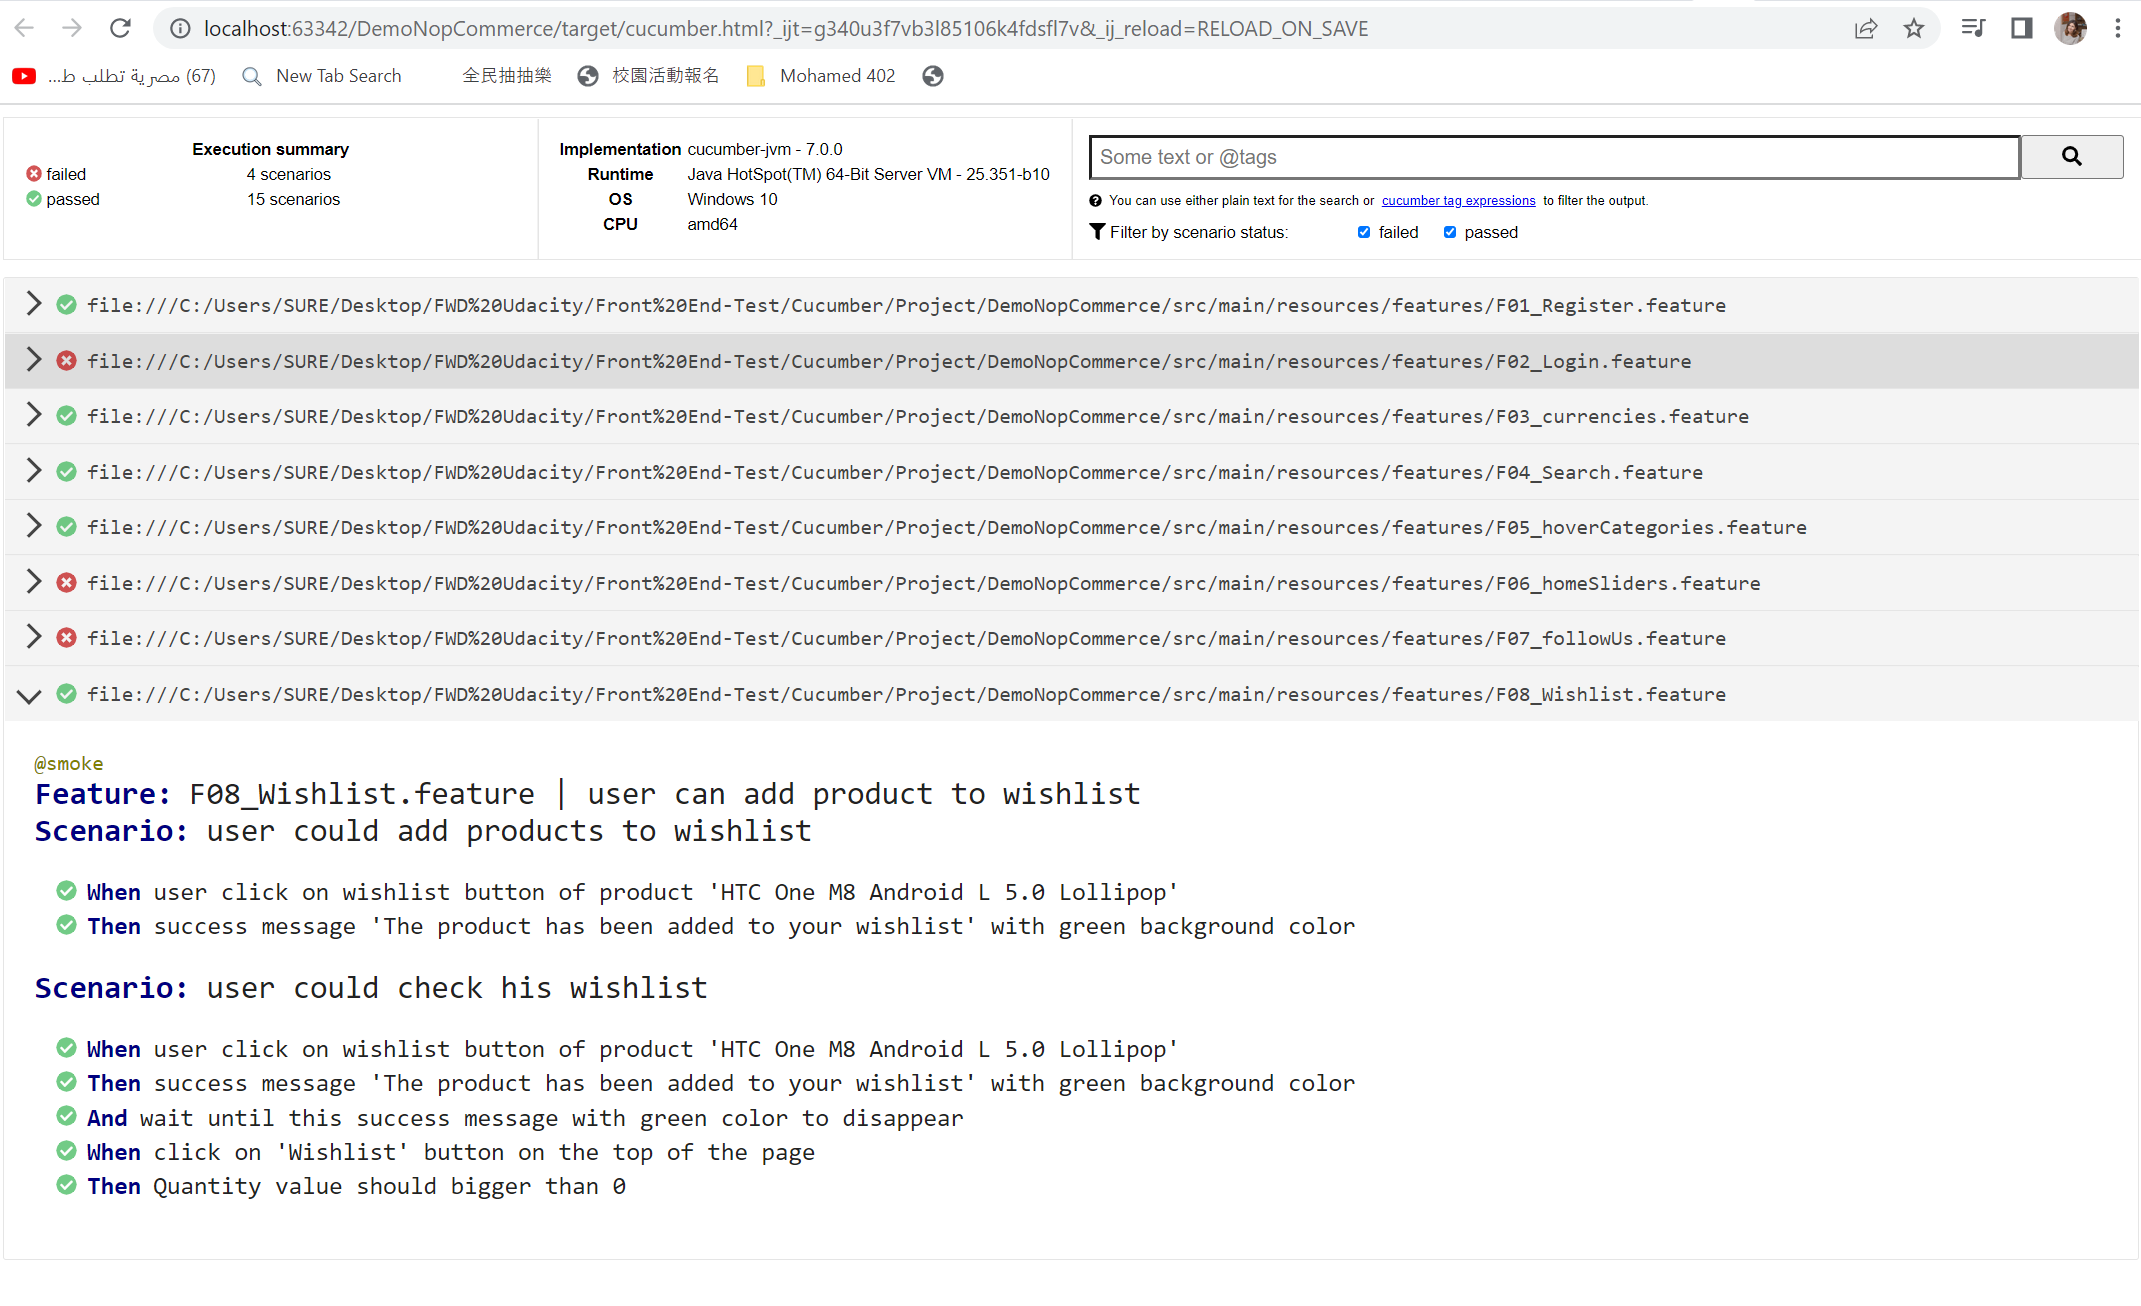 localhost:63342/DemoNopCommerce/target/cucumber.html?_ijt=g340u3f7vb3l85106k4fdsfl7v&_ij_reload=RELOAD_ON_SAVE
(67) مصرية تطلب ط... New Tab Search 全民抽抽樂 校園活動報名 Mohamed 402
Execution summary
failed 4 scenarios
passed 15 scenarios
Implementation cucumber-jvm - 7.0.0
Runtime Java HotSpot(TM) 64-Bit Server VM - 25.351-b10
OS Windows 10
CPU amd64
Some text or @tags
You can use either plain text for the search or cucumber tag expressions to filter the output.
Filter by scenario status: failed passed
file:///C:/Users/SURE/Desktop/FWD%20Udacity/Front%20End-Test/Cucumber/Project/DemoNopCommerce/src/main/resources/features/F01_Register.feature
file:///C:/Users/SURE/Desktop/FWD%20Udacity/Front%20End-Test/Cucumber/Project/DemoNopCommerce/src/main/resources/features/F02_Login.feature
file:///C:/Users/SURE/Desktop/FWD%20Udacity/Front%20End-Test/Cucumber/Project/DemoNopCommerce/src/main/resources/features/F03_currencies.feature
file:///C:/Users/SURE/Desktop/FWD%20Udacity/Front%20End-Test/Cucumber/Project/DemoNopCommerce/src/main/resources/features/F04_Search.feature
file:///C:/Users/SURE/Desktop/FWD%20Udacity/Front%20End-Test/Cucumber/Project/DemoNopCommerce/src/main/resources/features/F05_hoverCategories.feature
file:///C:/Users/SURE/Desktop/FWD%20Udacity/Front%20End-Test/Cucumber/Project/DemoNopCommerce/src/main/resources/features/F06_homeSliders.feature
file:///C:/Users/SURE/Desktop/FWD%20Udacity/Front%20End-Test/Cucumber/Project/DemoNopCommerce/src/main/resources/features/F07_followUs.feature
file:///C:/Users/SURE/Desktop/FWD%20Udacity/Front%20End-Test/Cucumber/Project/DemoNopCommerce/src/main/resources/features/F08_Wishlist.feature
@smoke
Feature: F08_Wishlist.feature | user can add product to wishlist
Scenario: user could add products to wishlist
When user click on wishlist button of product 'HTC One M8 Android L 5.0 Lollipop'
Then success message 'The product has been added to your wishlist' with green background color
Scenario: user could check his wishlist
When user click on wishlist button of product 'HTC One M8 Android L 5.0 Lollipop'
Then success message 'The product has been added to your wishlist' with green background color
And wait until this success message with green color to disappear
When click on 'Wishlist' button on the top of the page
Then Quantity value should bigger than 0